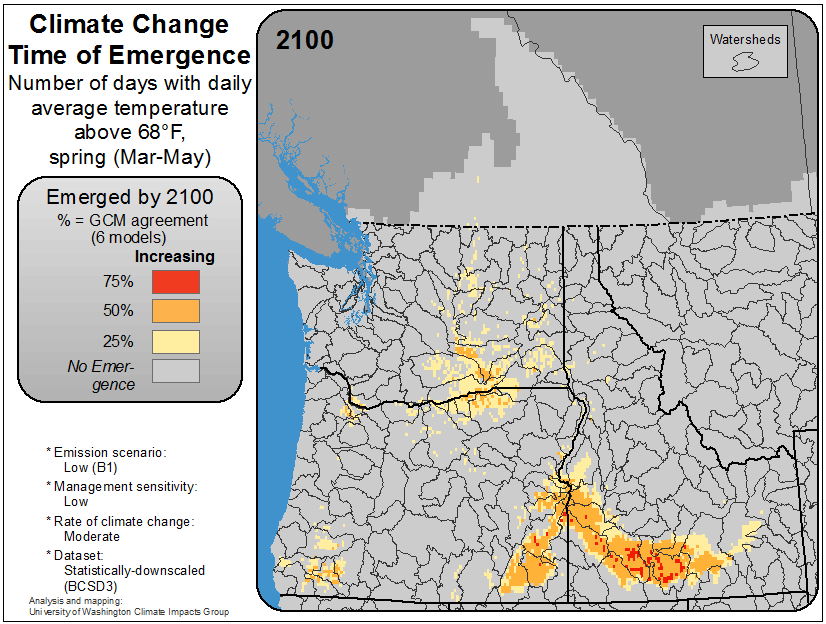 Climate Change
Time of Emergence
Number of days with daily
average temperature
above 68°F,
spring (Mar-May)
Emerged by 2100
% = GCM agreement
(6 models)
Increasing
75%
50%
25%
No Emer-
gence
* Emission scenario:
Low (B1)
* Management sensitivity:
Low
* Rate of climate change:
Moderate
* Dataset:
Statistically-downscaled
(BCSD3)
Analysis and mapping:
University of Washington Climate Impacts Group
2100
Watersheds